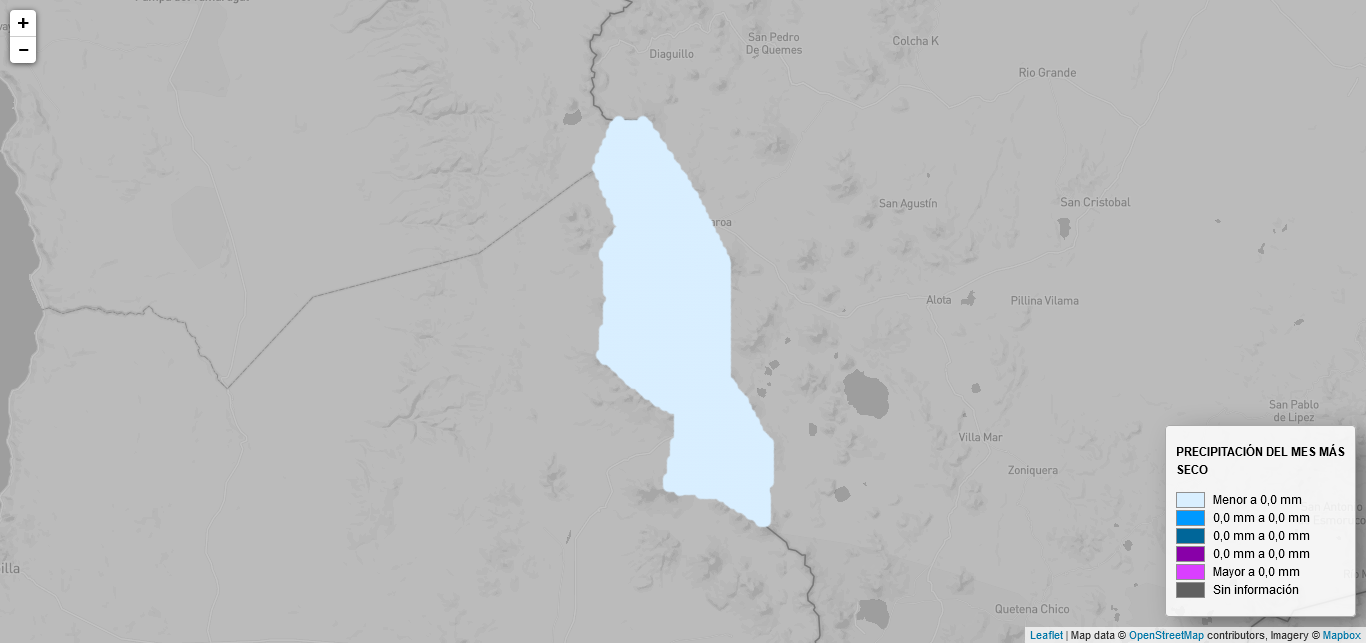 +
−
San Pedro
De Quemes
Colcha K
Diaguillo
Rio Grande
San Agustín
San Cristobal
Alota
Pillina Vilama
San Pablo
de Lipez
Villa Mar
Zoniquera
Quetena Chico
PRECIPITACIÓN DEL MES MÁS
SECO
Menor a 0,0 mm
0,0 mm a 0,0 mm
0,0 mm a 0,0 mm
0,0 mm a 0,0 mm
Mayor a 0,0 mm
Sin información
Leaflet | Map data © OpenStreetMap contributors, Imagery © Mapbox